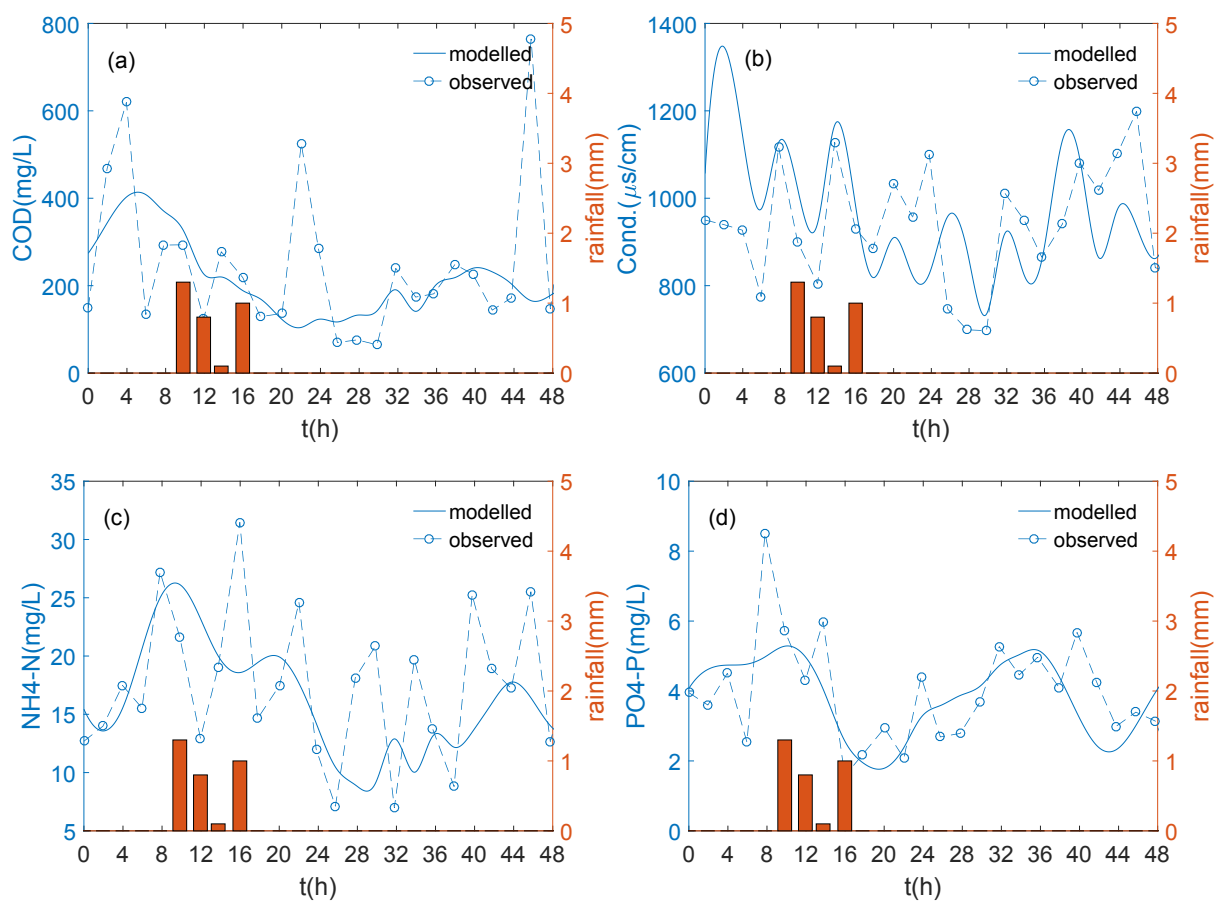 800
600
400
200
0
COD(mg/L)
(a)
modelled
observed
5
4
3
2
1
0
rainfall(mm)
0 4 8 12 16 20 24 28 32 36 40 44 48
t(h)
1400
1200
1000
800
600
Cond.(μs/cm)
(b)
modelled
observed
5
4
3
2
1
0
rainfall(mm)
0 4 8 12 16 20 24 28 32 36 40 44 48
t(h)
35
30
25
20
15
10
5
NH4-N(mg/L)
(c)
modelled
observed
5
4
3
2
1
0
rainfall(mm)
0 4 8 12 16 20 24 28 32 36 40 44 48
t(h)
10
8
6
4
2
0
PO4-P(mg/L)
(d)
modelled
observed
5
4
3
2
1
0
rainfall(mm)
0 4 8 12 16 20 24 28 32 36 40 44 48
t(h)